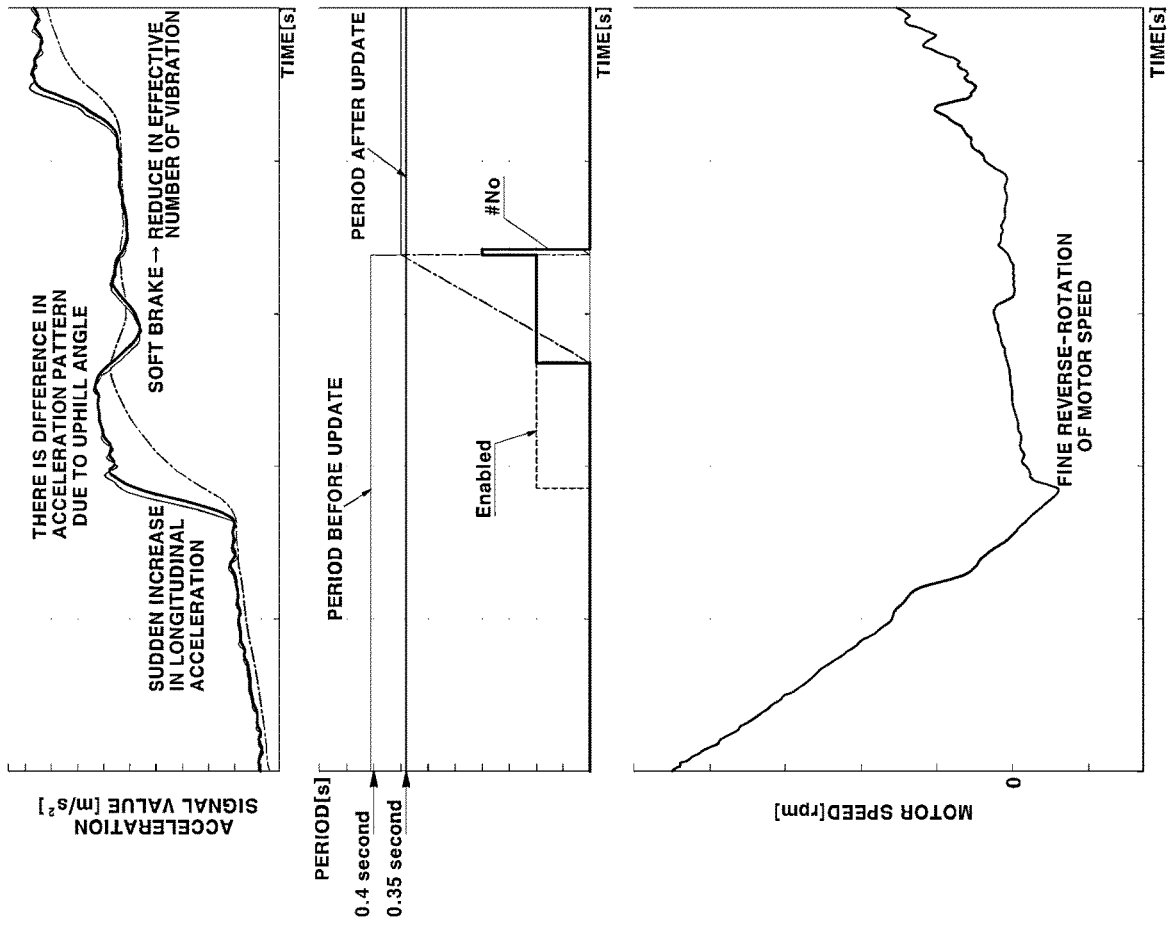 ACCELERATION
SIGNAL VALUE [m/s²]
THERE IS DIFFERENCE IN
ACCELERATION PATTERN
DUE TO UPHILL ANGLE
SUDDEN INCREASE
IN LONGITUDINAL
ACCELERATION
SOFT BRAKE → REDUCE IN EFFECTIVE
NUMBER OF VIBRATION
TIME[s]
PERIOD[s]
0.4 second
0.35 second
PERIOD BEFORE UPDATE
PERIOD AFTER UPDATE
Enabled
#No
TIME[s]
MOTOR SPEED[rpm]
0
FINE REVERSE-ROTATION
OF MOTOR SPEED
TIME[s]